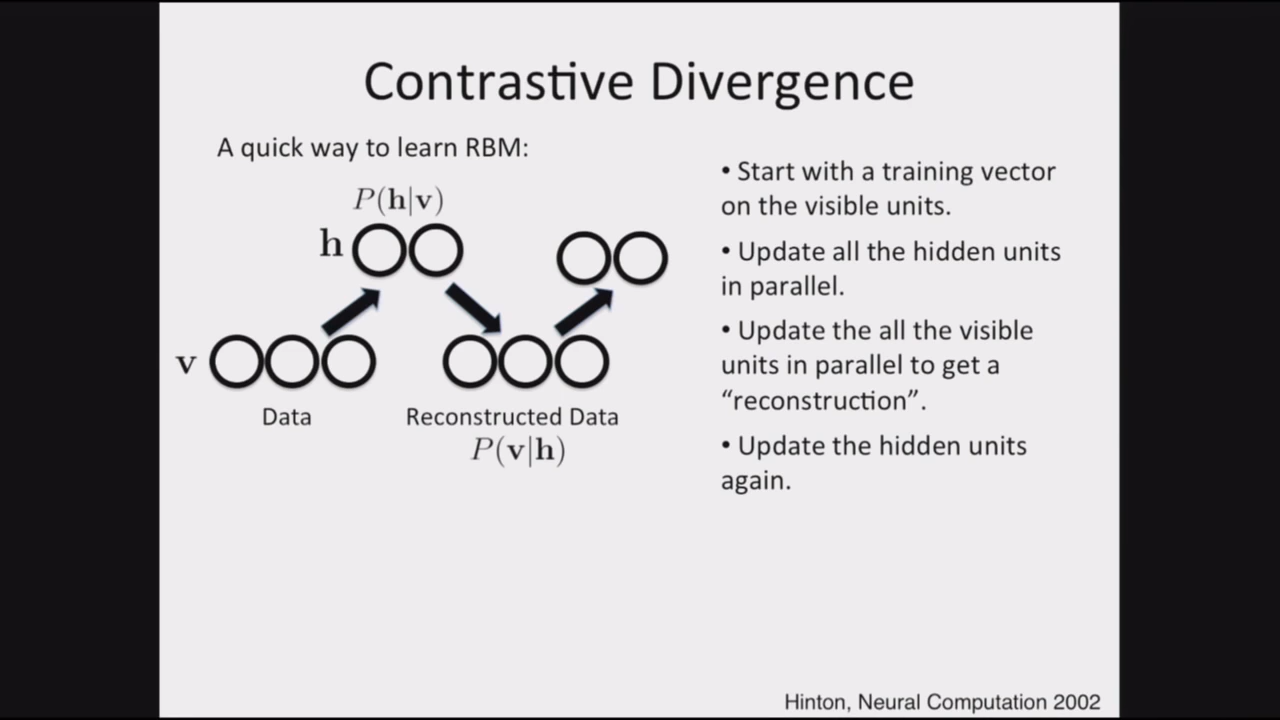 Contrastive Divergence
A quick way to learn RBM:
P(h|v)
h
v
Data
Reconstructed Data
P(v|h)
• Start with a training vector
on the visible units.
• Update all the hidden units
in parallel.
• Update the all the visible
units in parallel to get a
“reconstruction”.
• Update the hidden units
again.
Hinton, Neural Computation 2002